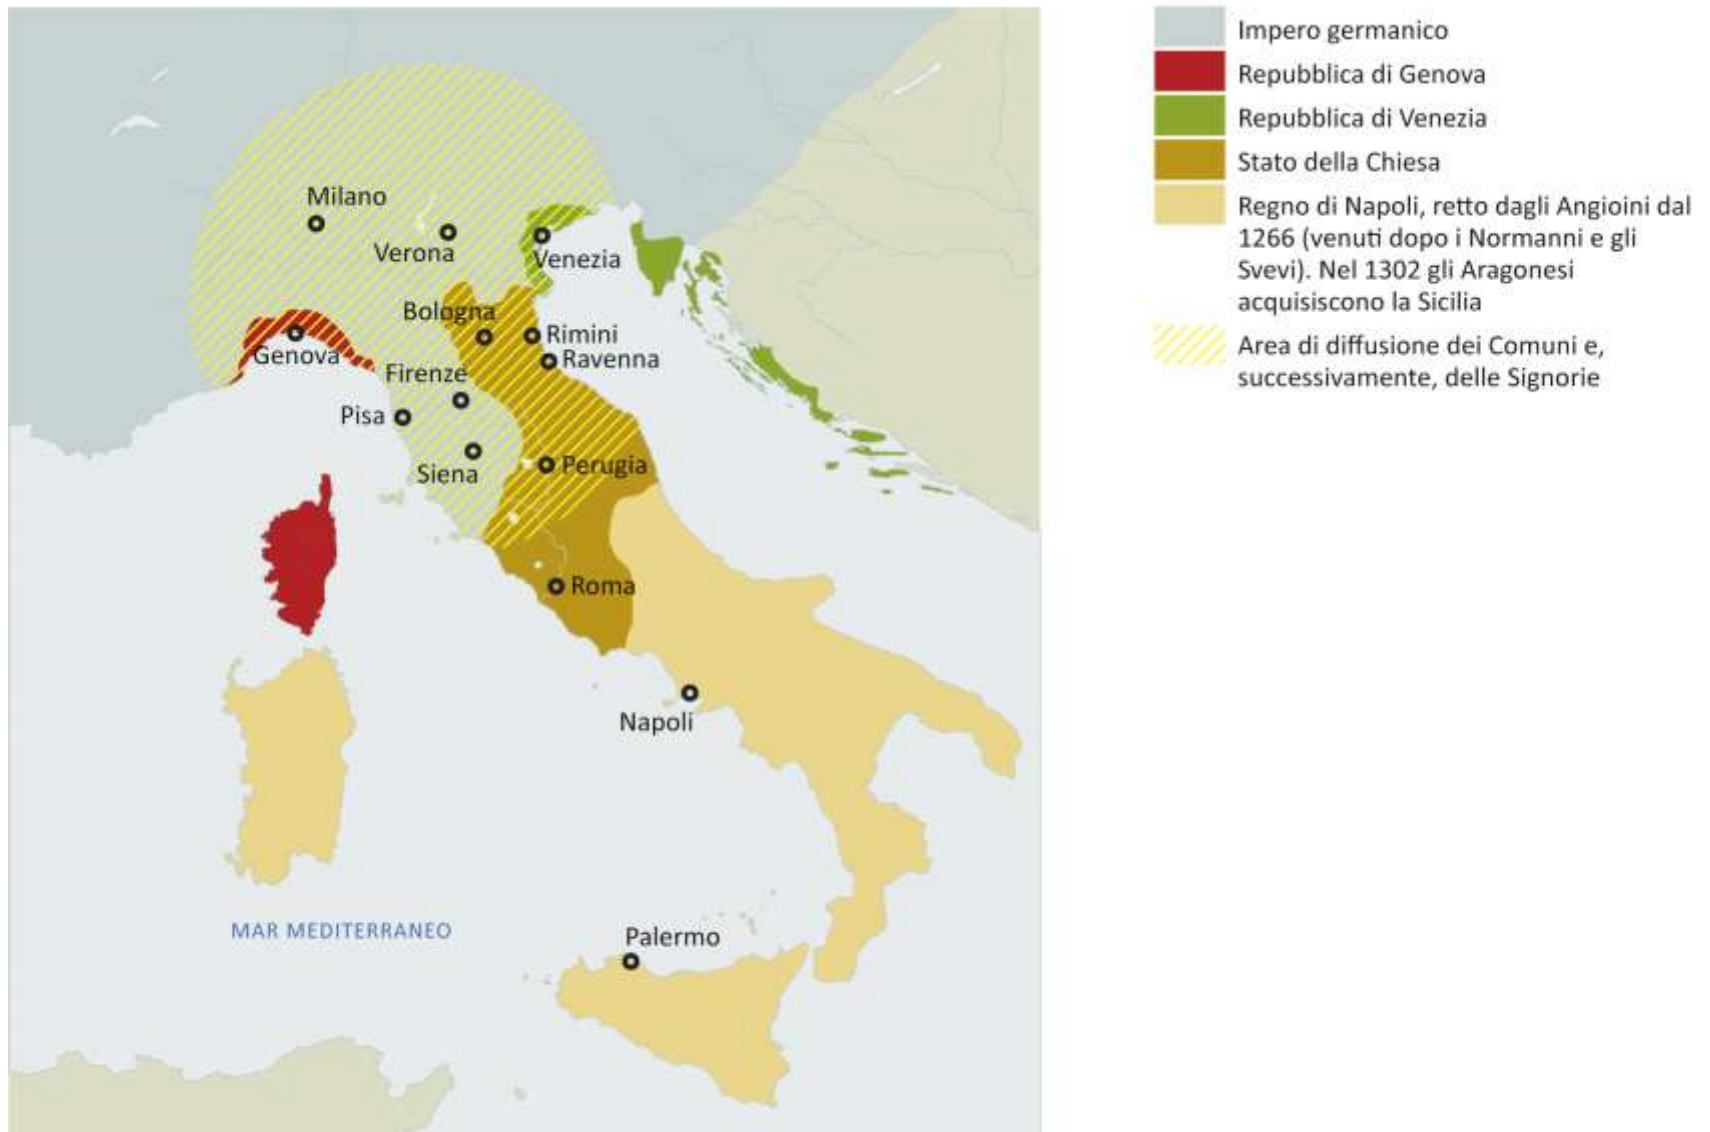 Milano
Verona
Venezia
Bologna
Rimini
Genova
Ravenna
Firenze
Pisa
Siena
Perugia
Roma
Napoli
MAR MEDITERRANEO
Palermo
Impero germanico
Repubblica di Genova
Repubblica di Venezia
Stato della Chiesa
Regno di Napoli, retto dagli Angioini dal
1266 (venuti dopo i Normanni e gli
Svevi). Nel 1302 gli Aragonesi
acquisiscono la Sicilia
Area di diffusione dei Comuni e,
successivamente, delle Signorie